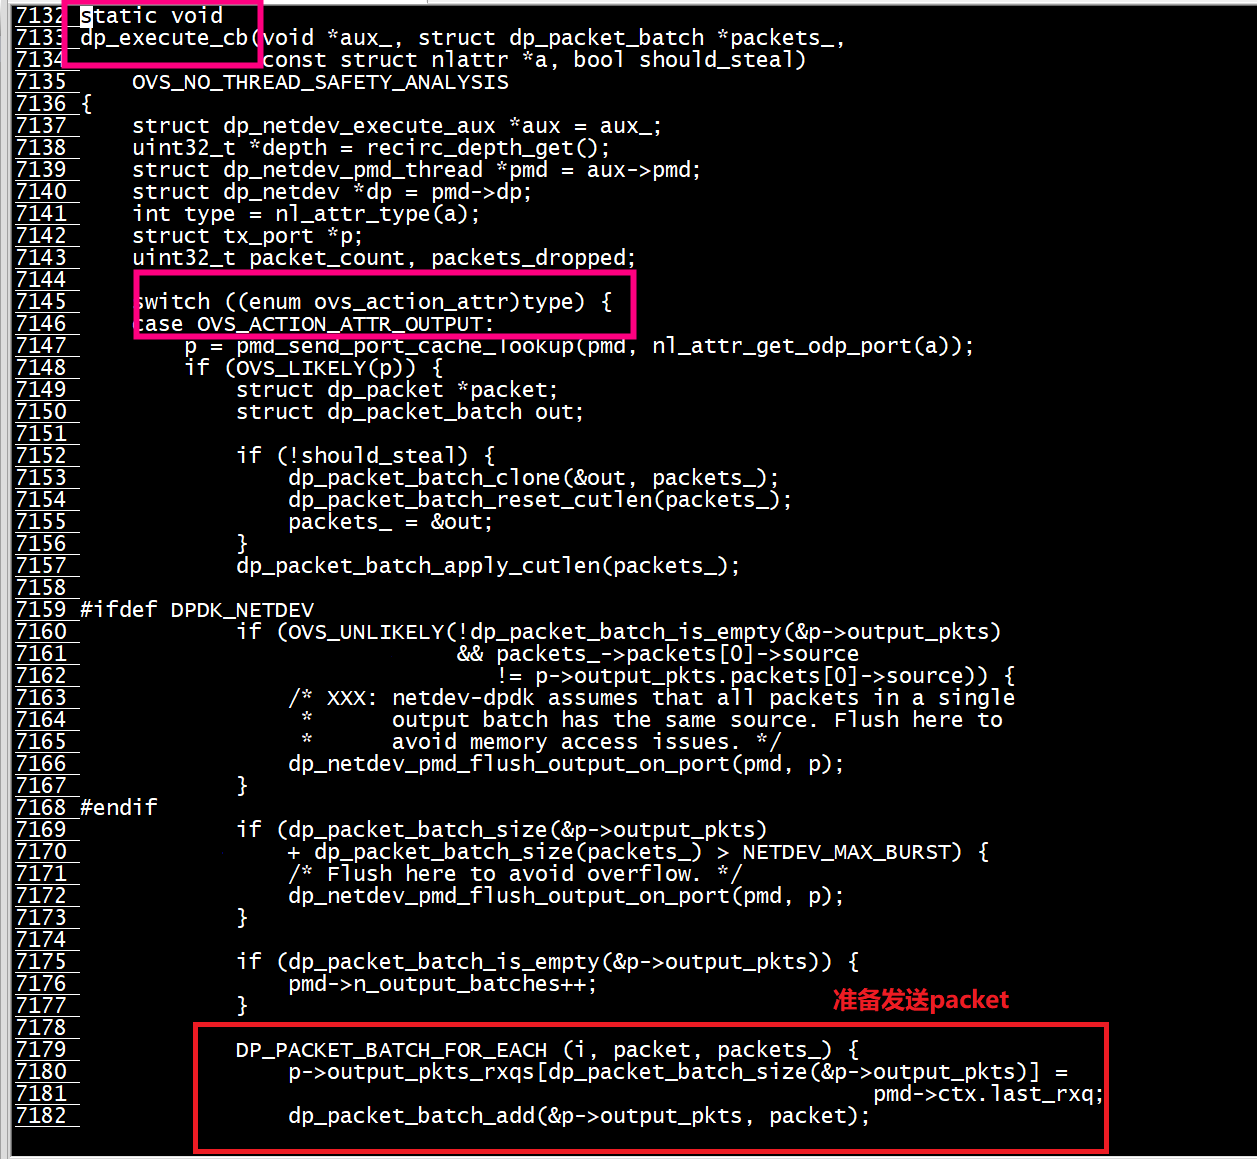 7132 static void
7133 dp_execute_cb(void *aux_, struct dp_packet_batch *packets_,
7134               const struct nlattr *a, bool should_steal)
7135     OVS_NO_THREAD_SAFETY_ANALYSIS
7136 {
7137     struct dp_netdev_execute_aux *aux = aux_;
7138     uint32_t *depth = recirc_depth_get();
7139     struct dp_netdev_pmd_thread *pmd = aux->pmd;
7140     struct dp_netdev *dp = pmd->dp;
7141     int type = nl_attr_type(a);
7142     struct tx_port *p;
7143     uint32_t packet_count, packets_dropped;
7144
7145     switch ((enum ovs_action_attr)type) {
7146     case OVS_ACTION_ATTR_OUTPUT:
7147         p = pmd_send_port_cache_lookup(pmd, nl_attr_get_odp_port(a));
7148         if (OVS_LIKELY(p)) {
7149             struct dp_packet *packet;
7150             struct dp_packet_batch out;
7151
7152             if (!should_steal) {
7153                 dp_packet_batch_clone(&out, packets_);
7154                 dp_packet_batch_reset_cutlen(packets_);
7155                 packets_ = &out;
7156             }
7157             dp_packet_batch_apply_cutlen(packets_);
7158
7159 #ifdef DPDK_NETDEV
7160             if (OVS_UNLIKELY(!dp_packet_batch_is_empty(&p->output_pkts)
7161                              && packets_->packets[0]->source
7162                                 != p->output_pkts.packets[0]->source)) {
7163                 /* XXX: netdev-dpdk assumes that all packets in a single
7164                  *      output batch has the same source. Flush here to
7165                  *      avoid memory access issues. */
7166                 dp_netdev_pmd_flush_output_on_port(pmd, p);
7167             }
7168 #endif
7169             if (dp_packet_batch_size(&p->output_pkts)
7170                 + dp_packet_batch_size(packets_) > NETDEV_MAX_BURST) {
7171                 /* Flush here to avoid overflow. */
7172                 dp_netdev_pmd_flush_output_on_port(pmd, p);
7173             }
7174
7175             if (dp_packet_batch_is_empty(&p->output_pkts)) {
7176                 pmd->n_output_batches++;
7177             }
准备发送packet
7178
7179             DP_PACKET_BATCH_FOR_EACH (i, packet, packets_) {
7180                 p->output_pkts_rxqs[dp_packet_batch_size(&p->output_pkts)] =
7181                                                              pmd->ctx.last_rxq;
7182                 dp_packet_batch_add(&p->output_pkts, packet);